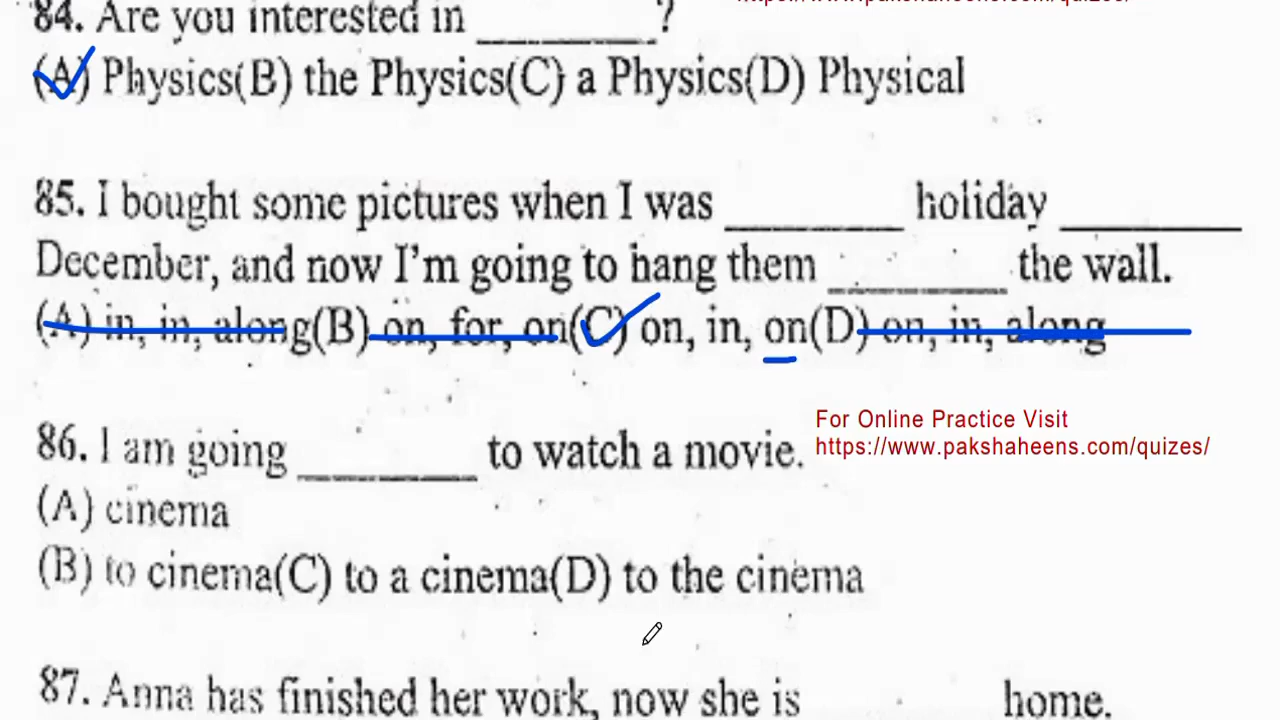 84. Are you interested in ________?
(A) Physics(B) the Physics(C) a Physics(D) Physical
85. I bought some pictures when I was ________ holiday ________
December, and now I'm going to hang them ________ the wall.
(A) in, in, along(B) on, for, on(C) on, in, on(D) on, in, along
86. I am going ________ to watch a movie.
For Online Practice Visit
https://www.pakshaheens.com/quizes/
(A) cinema
(B) to cinema(C) to a cinema(D) to the cinema
87. Anna has finished her work, now she is ________ home.